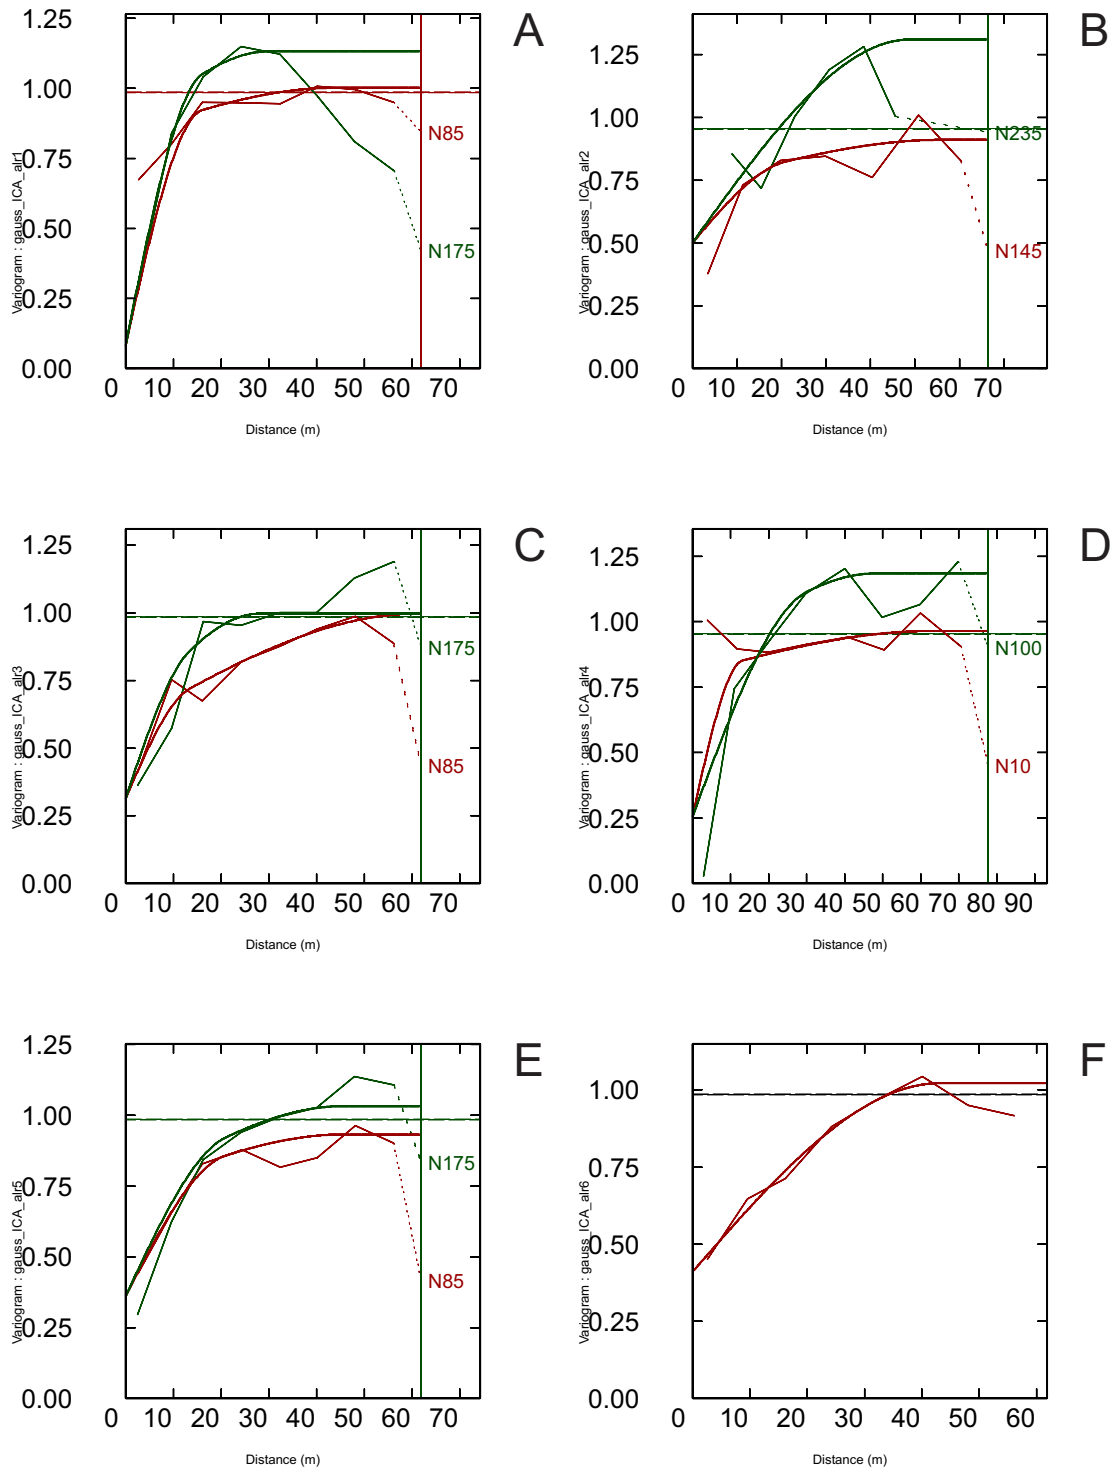 A
1.25
1.00
0.75
0.50
0.25
0.00
Variogram : gauss_ICA_alr1
N85
N175
0 10 20 30 40 50 60 70
Distance (m)
B
1.25
1.00
0.75
0.50
0.25
0.00
Variogram : gauss_ICA_alr2
N235
N145
0 10 20 30 40 50 60 70
Distance (m)
C
1.25
1.00
0.75
0.50
0.25
0.00
Variogram : gauss_ICA_alr3
N175
N85
0 10 20 30 40 50 60 70
Distance (m)
D
1.25
1.00
0.75
0.50
0.25
0.00
Variogram : gauss_ICA_alr4
N100
N10
0 10 20 30 40 50 60 70 80 90
Distance (m)
E
1.25
1.00
0.75
0.50
0.25
0.00
Variogram : gauss_ICA_alr5
N175
N85
0 10 20 30 40 50 60 70
Distance (m)
F
1.00
0.75
0.50
0.25
0.00
Variogram : gauss_ICA_alr6
0 10 20 30 40 50 60
Distance (m)